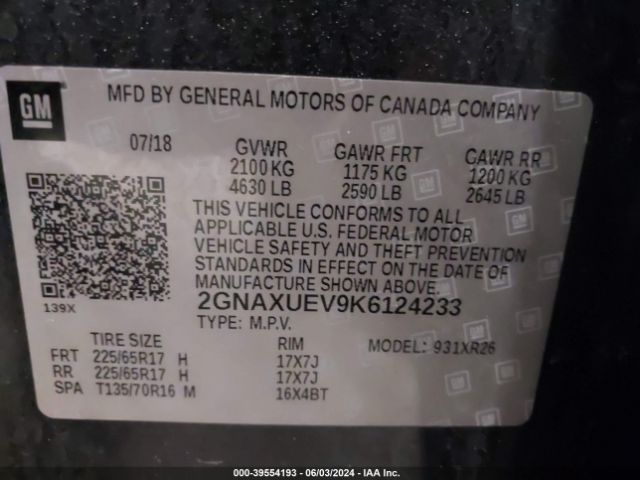 GM
MFD BY GENERAL MOTORS OF CANADA COMPANY
07/18 GVWR GAWR FRT GAWR RR
2100 KG 1175 KG 1200 KG
4630 LB 2590 LB 2645 LB
THIS VEHICLE CONFORMS TO ALL
APPLICABLE U.S. FEDERAL MOTOR
VEHICLE SAFETY AND THEFT PREVENTION
STANDARDS IN EFFECT ON THE DATE OF
MANUFACTURE SHOWN ABOVE.
139X
2GNAXUEV9K6124233
TYPE: M.P.V.
TIRE SIZE RIM MODEL: 931XR26
FRT 225/65R17 H 17X7J
RR 225/65R17 H 17X7J
SPA T135/70R16 M 16X4BT
000-39554193 - 06/03/2024 - IAA Inc.